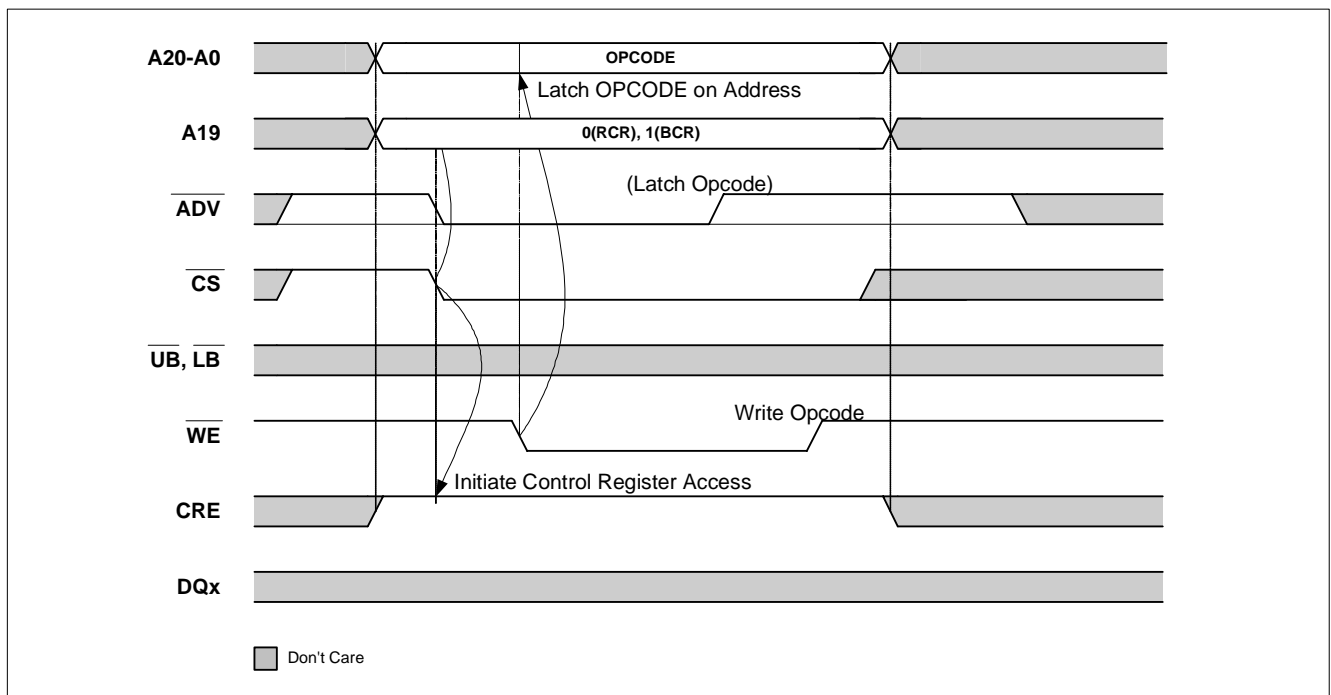 A20-A0
OPCODE
Latch OPCODE on Address
A19
0(RCR), 1(BCR)
(Latch Opcode)
ADV
CS
UB, LB
Write Opcode
WE
Initiate Control Register Access
CRE
DQx
Don't Care